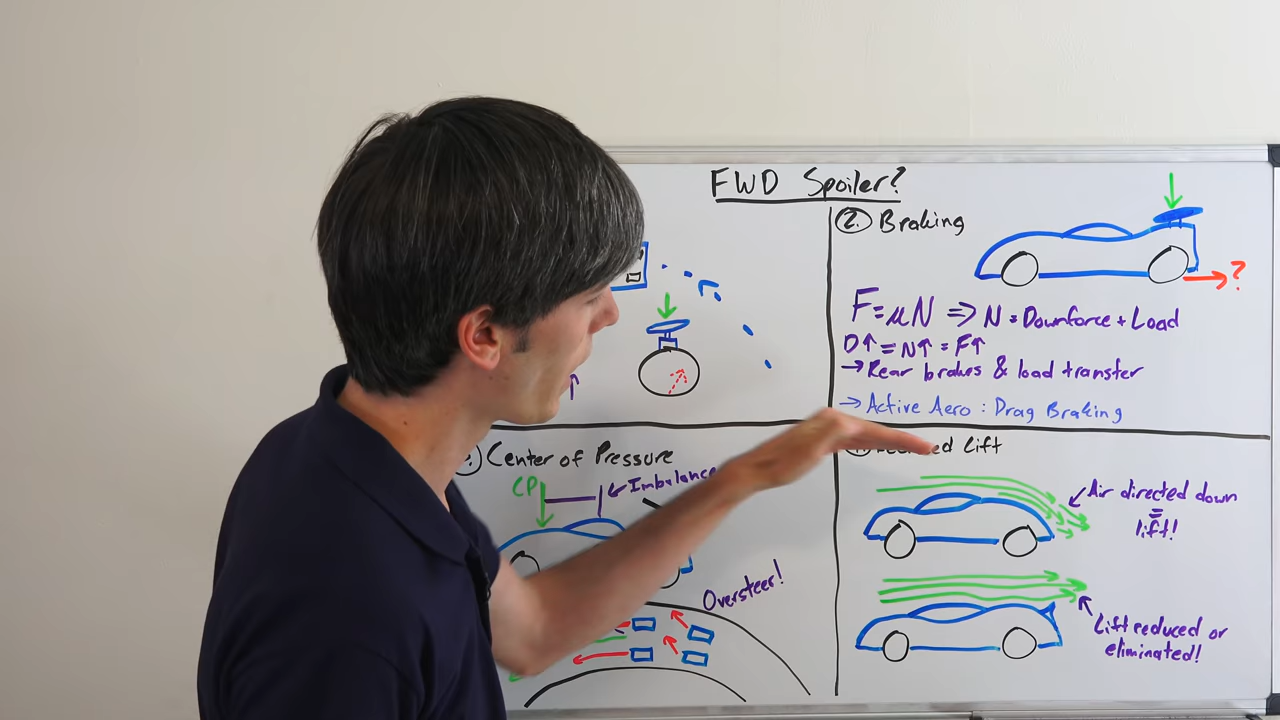 FWD Spoiler?
2. Braking
?
F=μN => N = Downforce + Load
D↑ = N↑ = F↑
→ Rear brakes & load transfer
→ Active Aero: Drag Braking
Center of Pressure
CP
Imbalance
Oversteer!
Lift
Air directed down
=
lift!
Lift reduced or
eliminated!